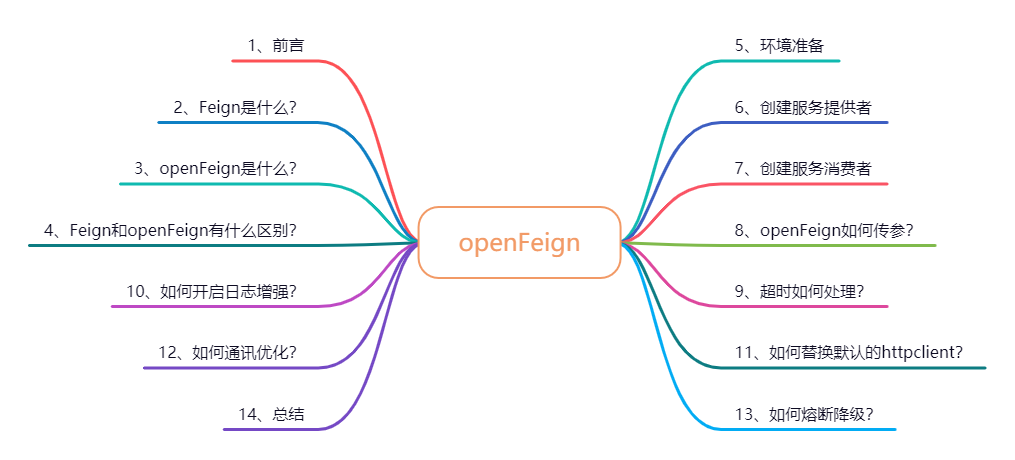 1、前言
2、Feign是什么？
3、openFeign是什么？
4、Feign和openFeign有什么区别？
10、如何开启日志增强？
12、如何通讯优化？
14、总结
openFeign
5、环境准备
6、创建服务提供者
7、创建服务消费者
8、openFeign如何传参？
9、超时如何处理？
11、如何替换默认的httpclient？
13、如何熔断降级？